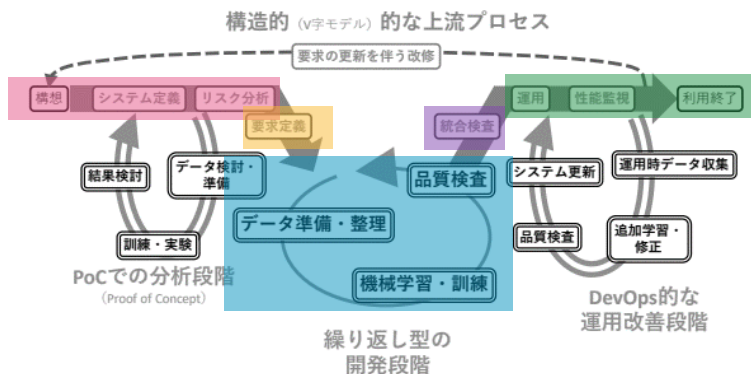 構造的（V字モデル）的な上流プロセス
要求の更新を伴う改修
構想
システム定義
リスク分析
運用
性能監視
利用終了
要求定義
統合検査
結果検討
データ検討・
準備
訓練・実験
PoCでの分析段階
（Proof of Concept）
品質検査
データ準備・整理
機械学習・訓練
繰り返し型の
開発段階
システム更新
運用時データ収集
品質検査
追加学習・
修正
DevOps的な
運用改善段階